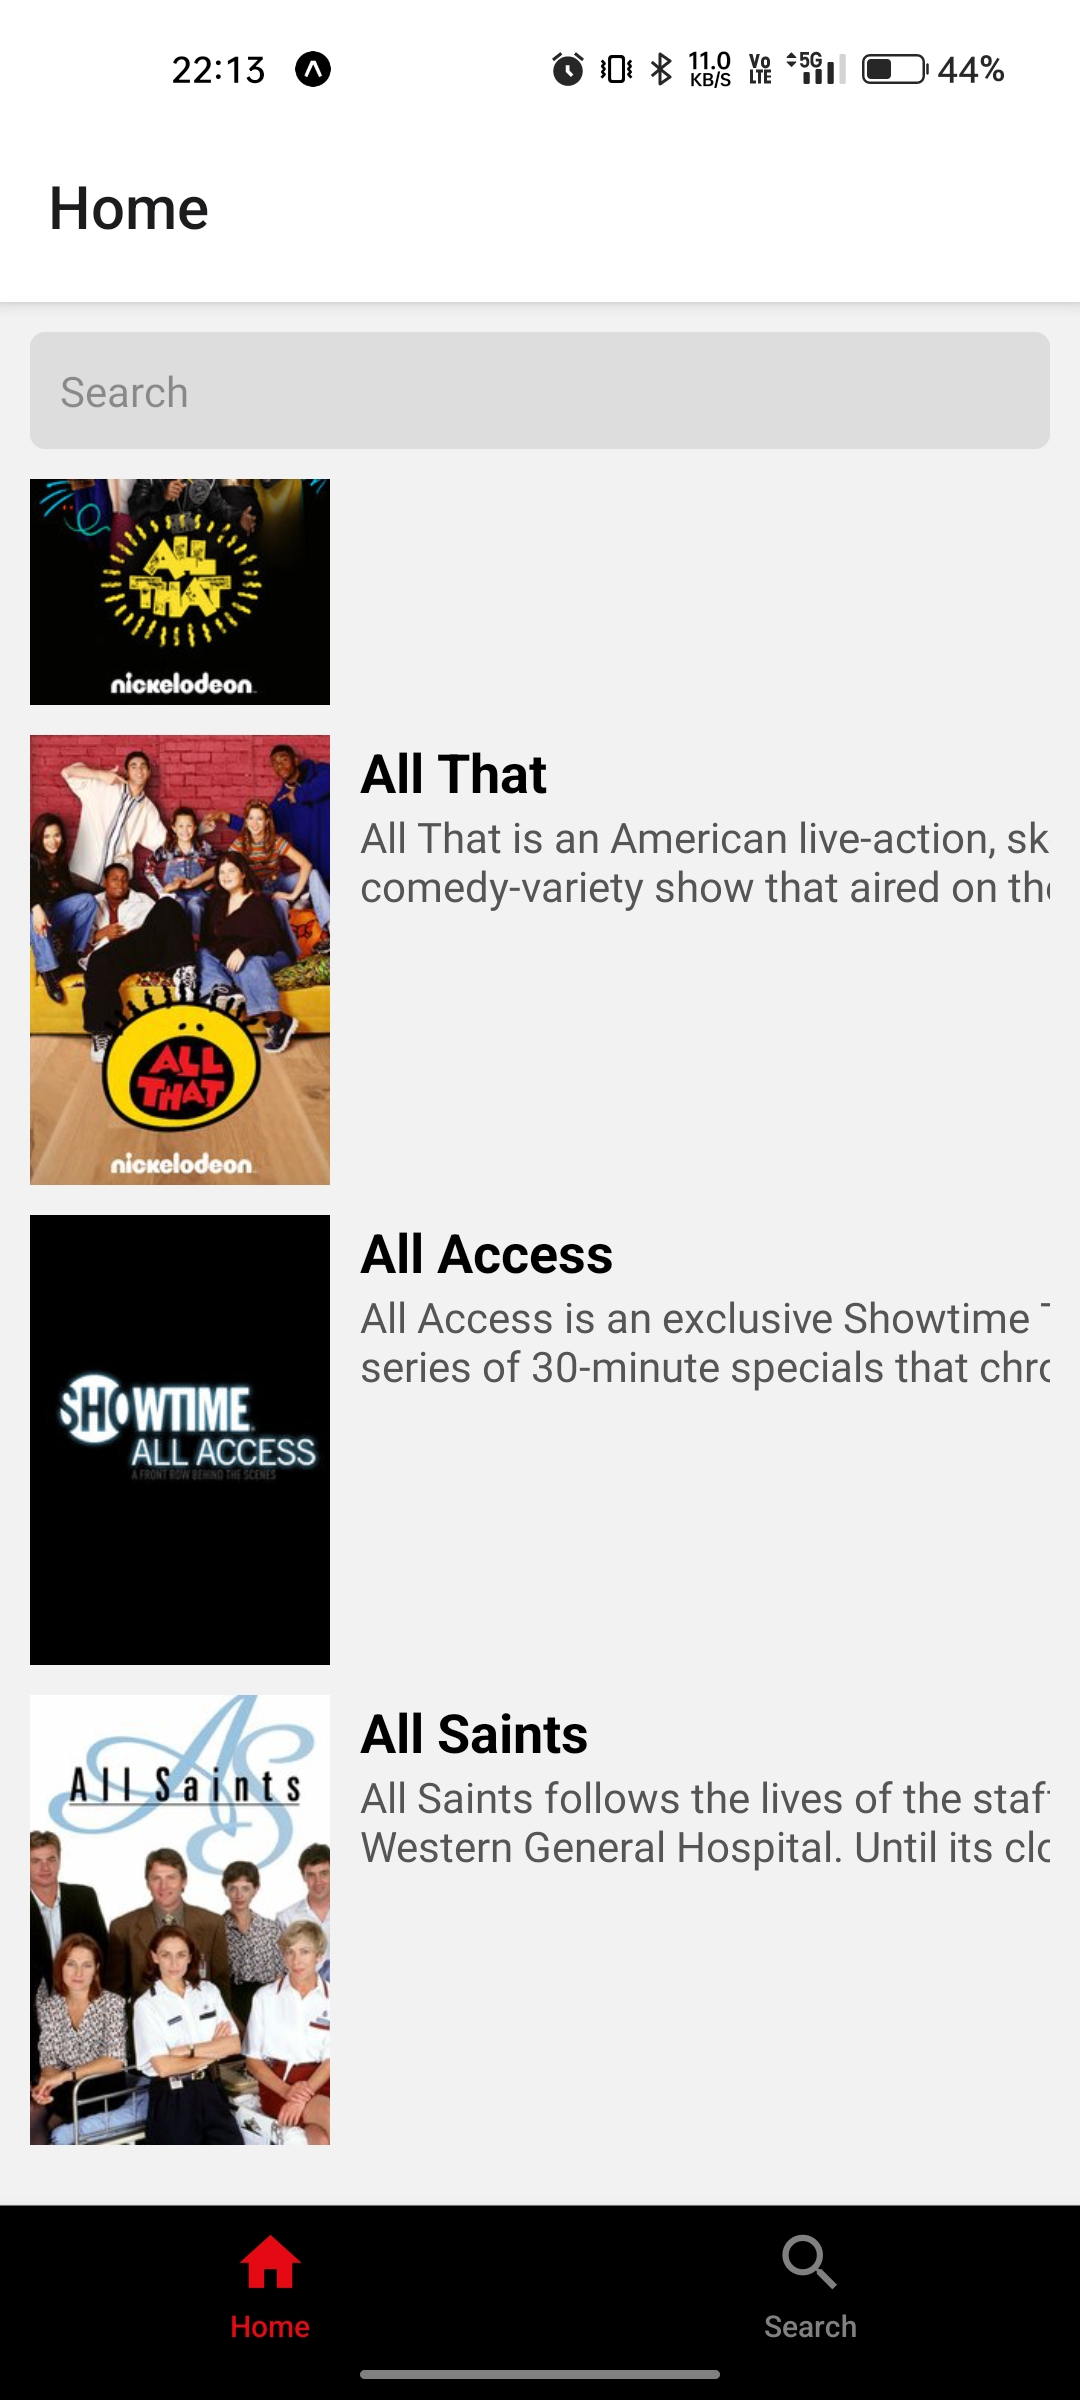 22:13
11.0
KB/S
Vo
LTE
5G
44%
Home
Search
ALL
THAT
nickelodeon
All That
All That is an American live-action, sk
comedy-variety show that aired on the
ALL
THAT
nickelodeon
All Access
All Access is an exclusive Showtime
series of 30-minute specials that chro
SHOWTIME
ALL ACCESS
A FRONT ROW BEHIND THE SCENES
All Saints
All Saints
All Saints follows the lives of the staf
Western General Hospital. Until its clo
Home
Search